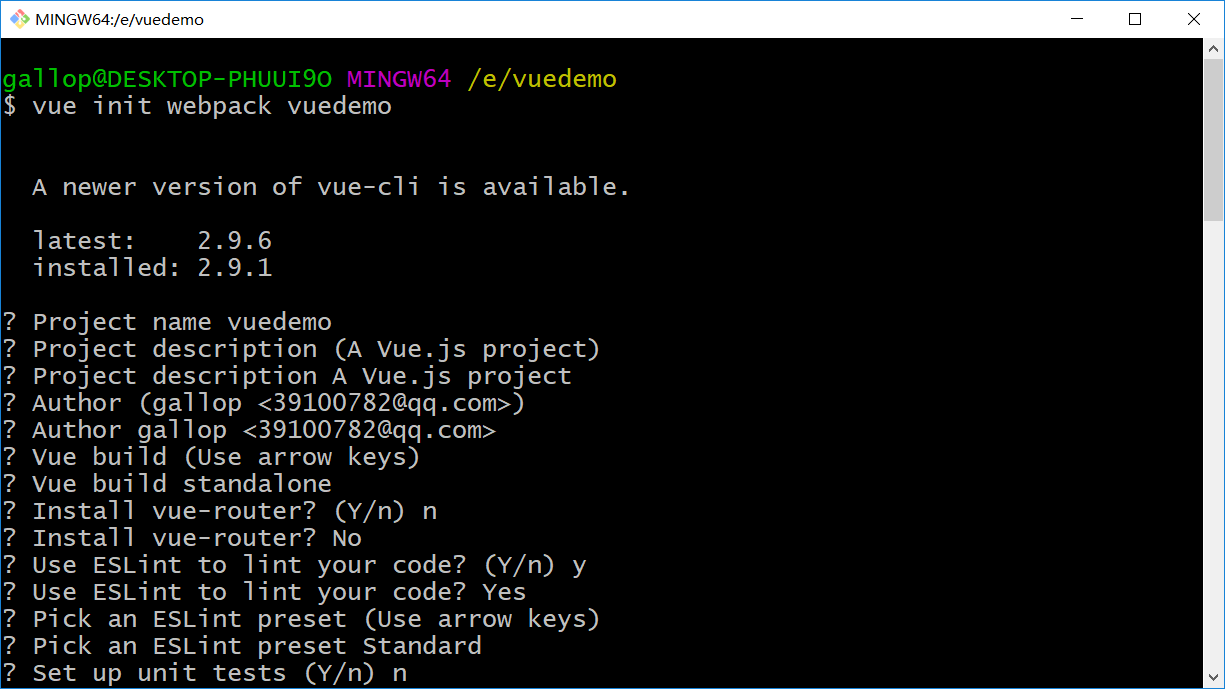 MINGW64:/e/vuedemo
gallop@DESKTOP-PHUUI9O MINGW64 /e/vuedemo
$ vue init webpack vuedemo
A newer version of vue-cli is available.
latest:    2.9.6
installed: 2.9.1
? Project name vuedemo
? Project description (A Vue.js project)
? Project description A Vue.js project
? Author (gallop <39100782@qq.com>)
? Author gallop <39100782@qq.com>
? Vue build (Use arrow keys)
? Vue build standalone
? Install vue-router? (Y/n) n
? Install vue-router? No
? Use ESLint to lint your code? (Y/n) y
? Use ESLint to lint your code? Yes
? Pick an ESLint preset (Use arrow keys)
? Pick an ESLint preset Standard
? Set up unit tests (Y/n) n